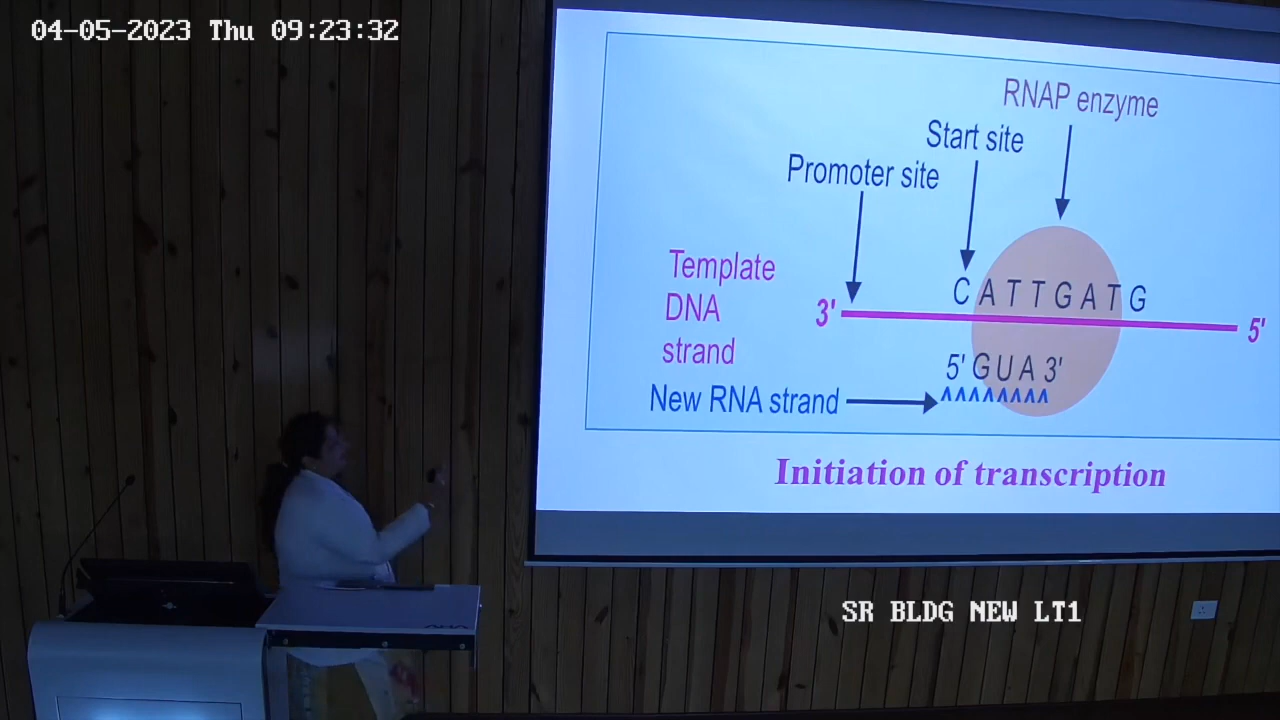 04-05-2023 Thu 09:23:32
RNAP enzyme
Start site
Promoter site
Template
DNA
strand
3'
C A T T G A T G
5'
5' G U A 3'
New RNA strand
^^^^^^^^
Initiation of transcription
SR BLDG NEW LT1